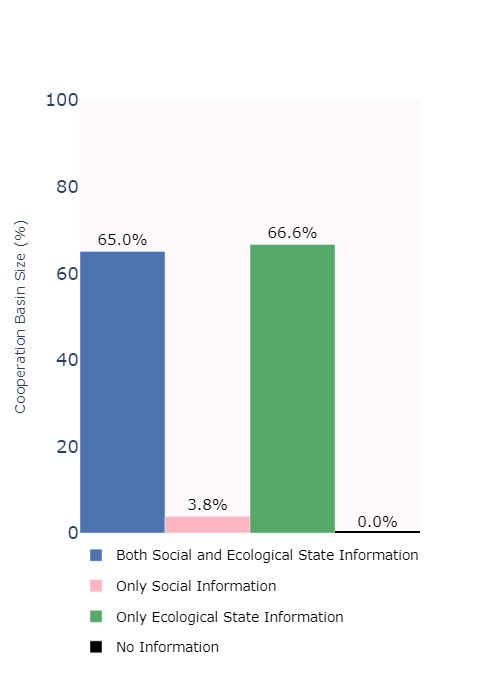 100
80
60
40
20
0
Cooperation Basin Size (%)
65.0%
3.8%
66.6%
0.0%
Both Social and Ecological State Information
Only Social Information
Only Ecological State Information
No Information